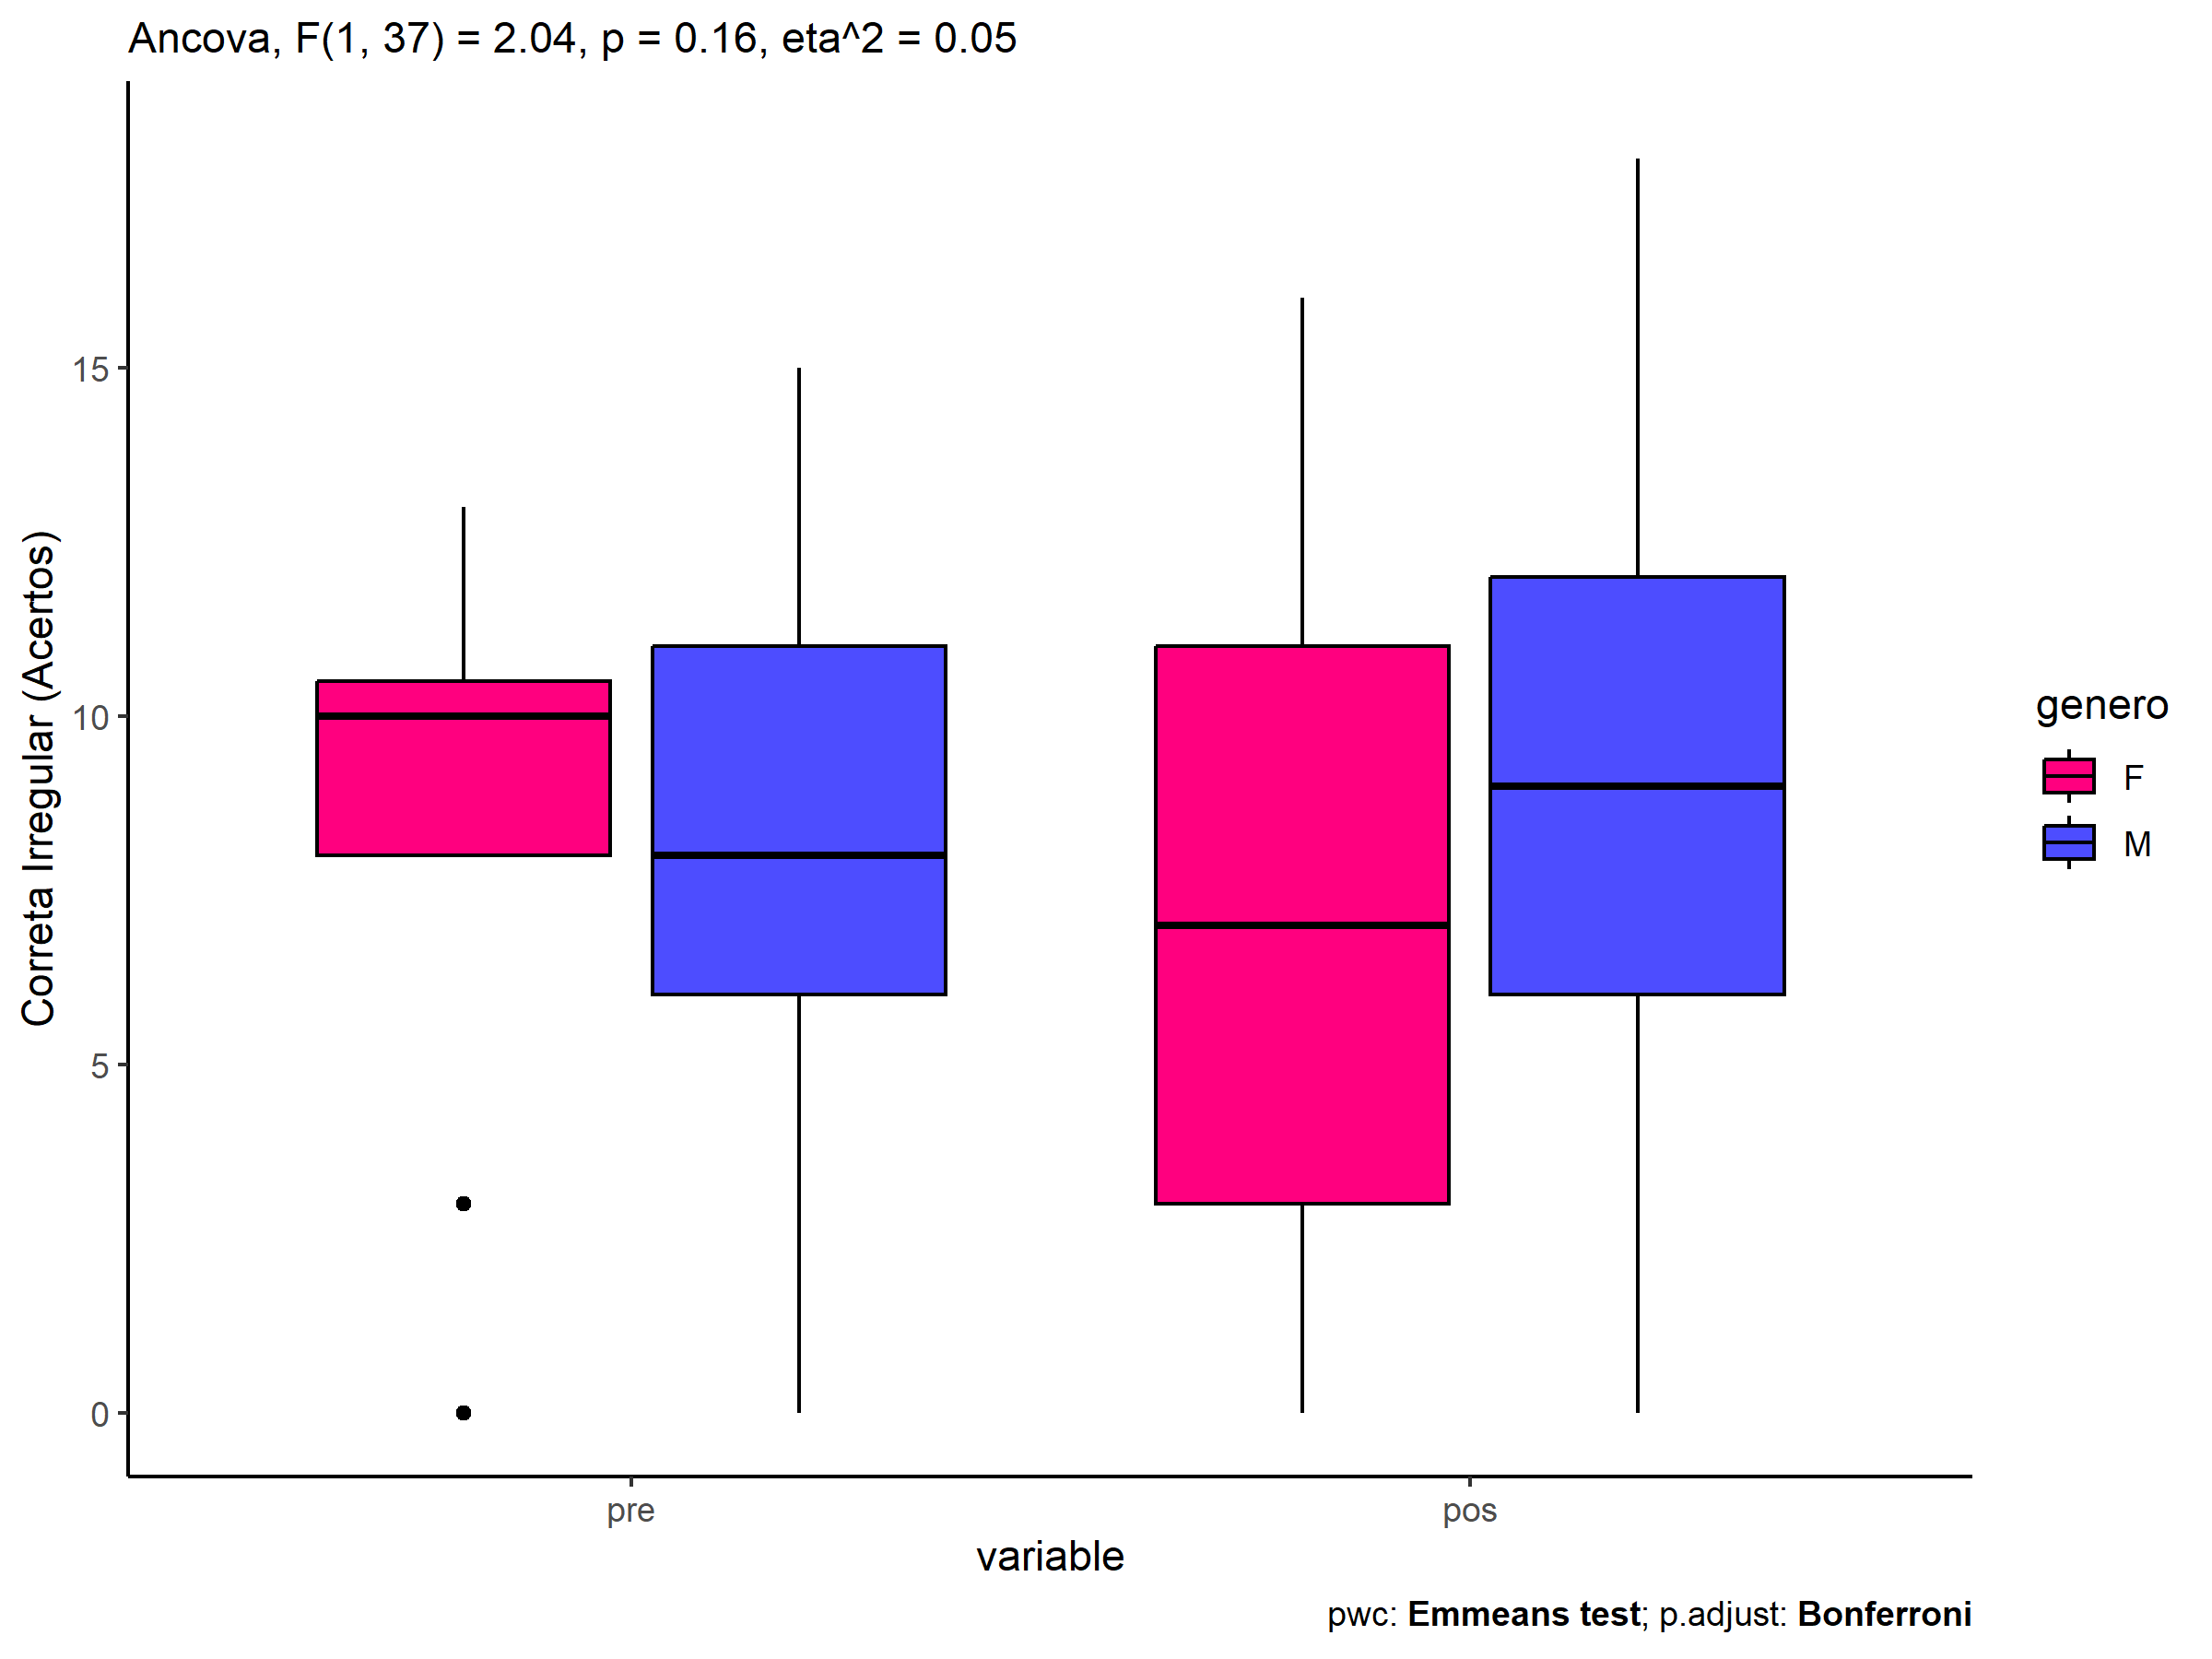 Ancova, F(1, 37) = 2.04, p = 0.16, eta^2 = 0.05
Correta Irregular (Acertos)
15
10
5
0
pre
pos
variable
genero
F
M
pwc: Emmeans test; p.adjust: Bonferroni